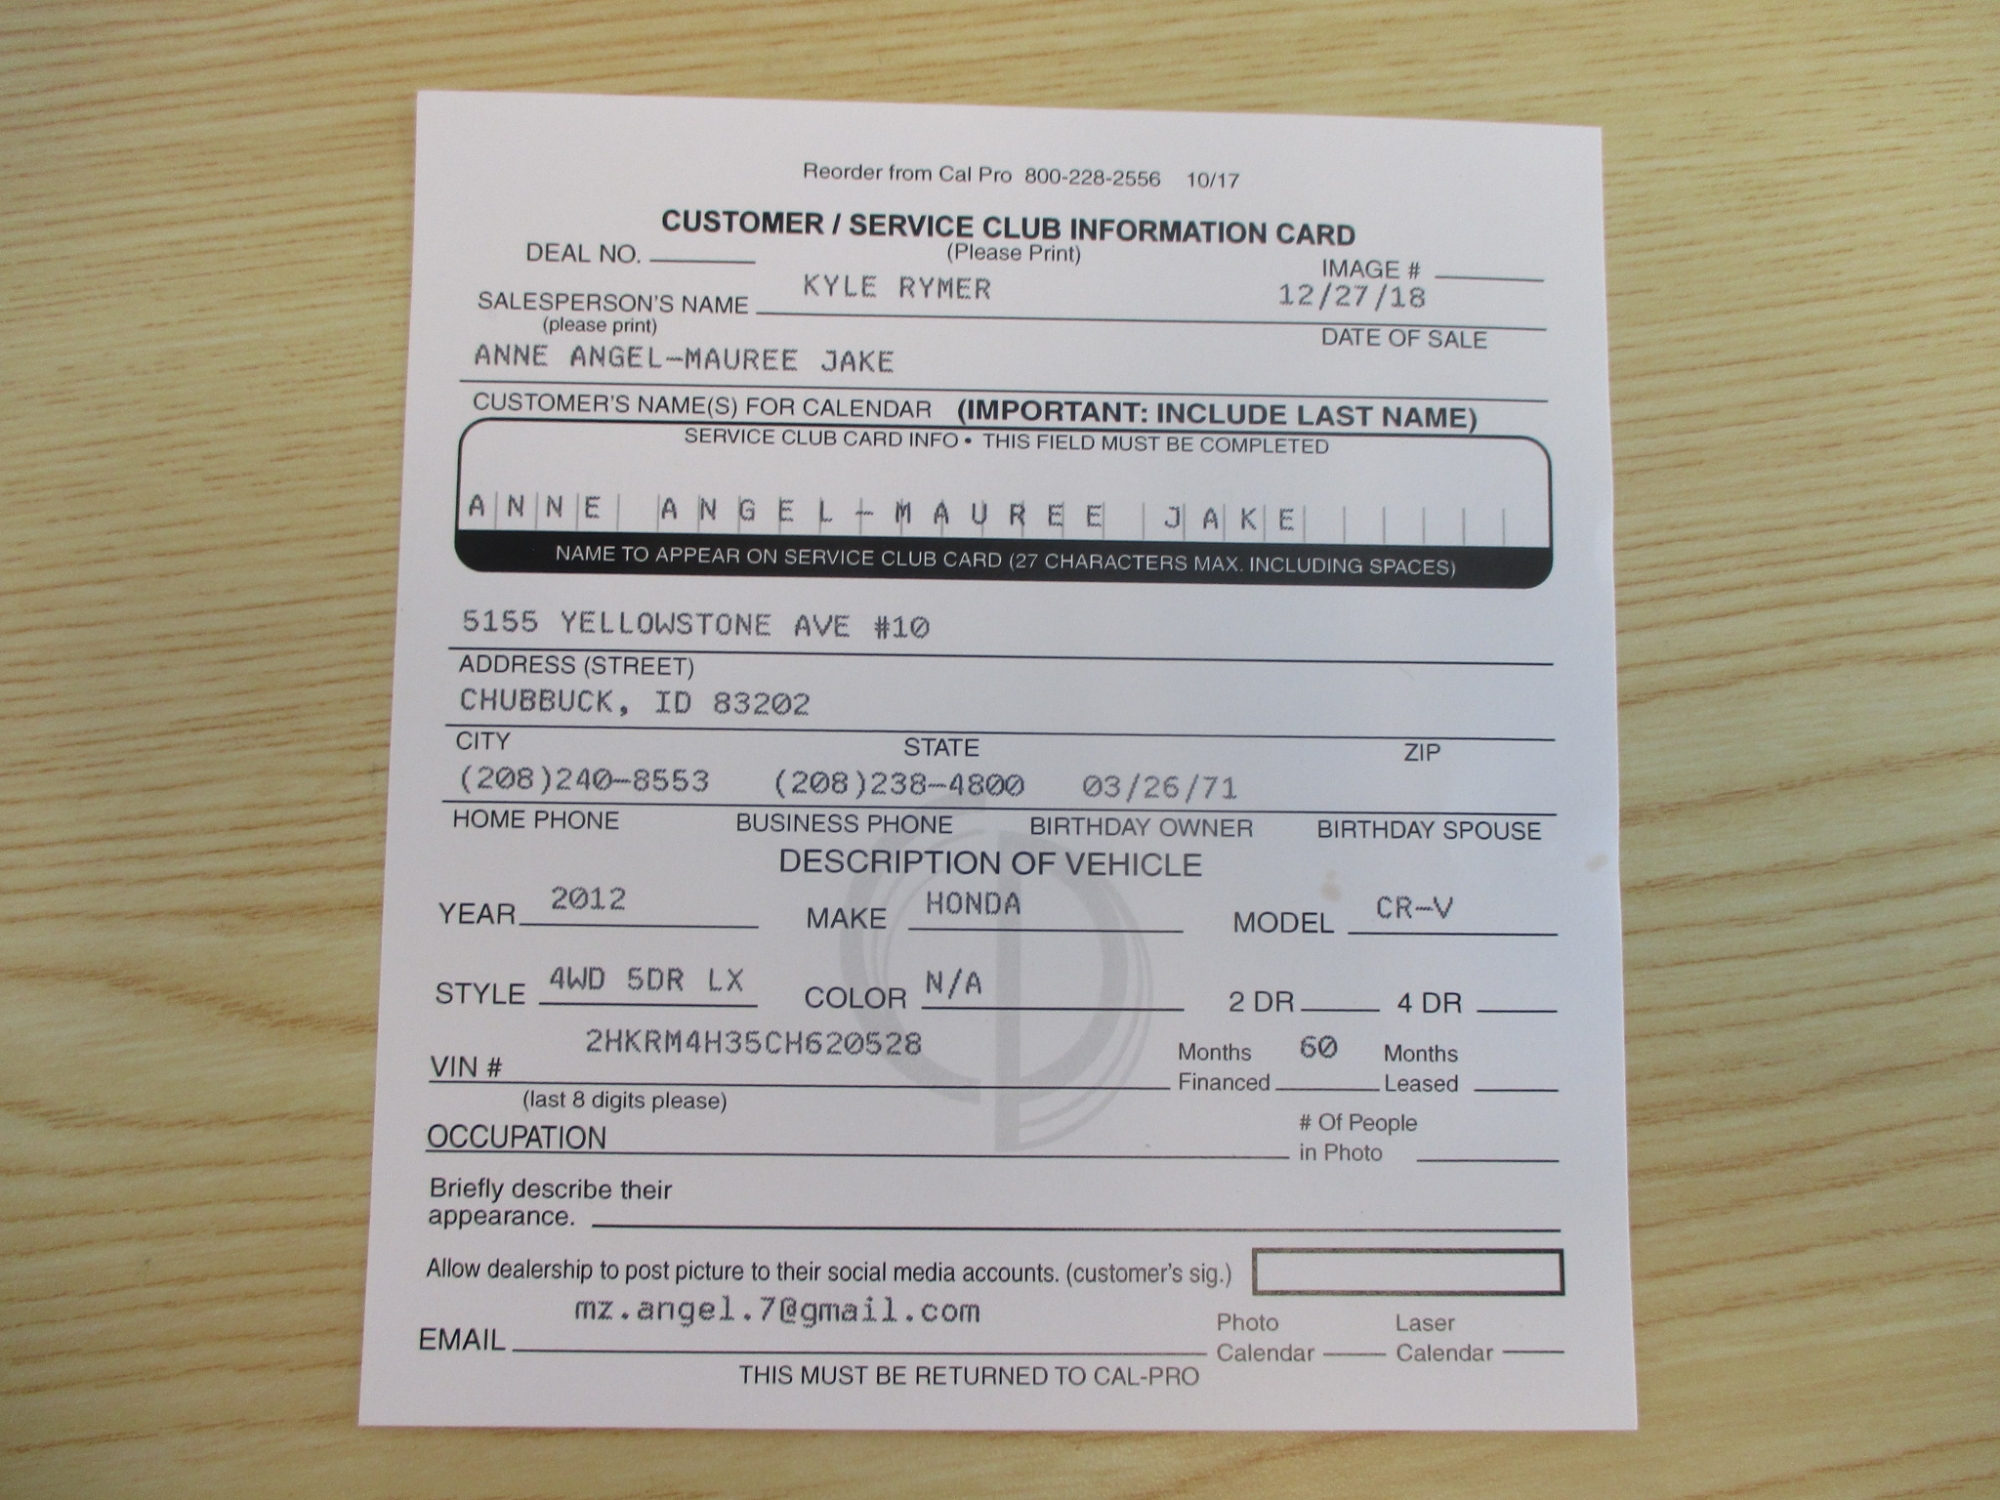 Reorder from Cal Pro 800-228-2556 10/17
CUSTOMER / SERVICE CLUB INFORMATION CARD
(Please Print)
DEAL NO.
IMAGE #
SALESPERSON'S NAME KYLE RYMER 12/27/18
(please print) DATE OF SALE
ANNE ANGEL-MAUREE JAKE
CUSTOMER'S NAME(S) FOR CALENDAR (IMPORTANT: INCLUDE LAST NAME)
SERVICE CLUB CARD INFO • THIS FIELD MUST BE COMPLETED
ANNE ANGEL-MAUREE JAKE
NAME TO APPEAR ON SERVICE CLUB CARD (27 CHARACTERS MAX. INCLUDING SPACES)
5155 YELLOWSTONE AVE #10
ADDRESS (STREET)
CHUBBUCK, ID 83202
CITY STATE ZIP
(208)240-8553 (208)238-4800 03/26/71
HOME PHONE BUSINESS PHONE BIRTHDAY OWNER BIRTHDAY SPOUSE
DESCRIPTION OF VEHICLE
YEAR 2012 MAKE HONDA MODEL CR-V
STYLE 4WD 5DR LX COLOR N/A 2 DR 4 DR
VIN # 2HKRM4H35CH620528 Months Financed 60 Months Leased
(last 8 digits please)
OCCUPATION # Of People in Photo
Briefly describe their
appearance.
Allow dealership to post picture to their social media accounts. (customer's sig.)
EMAIL mz.angel.7@gmail.com Photo Calendar Laser Calendar
THIS MUST BE RETURNED TO CAL-PRO